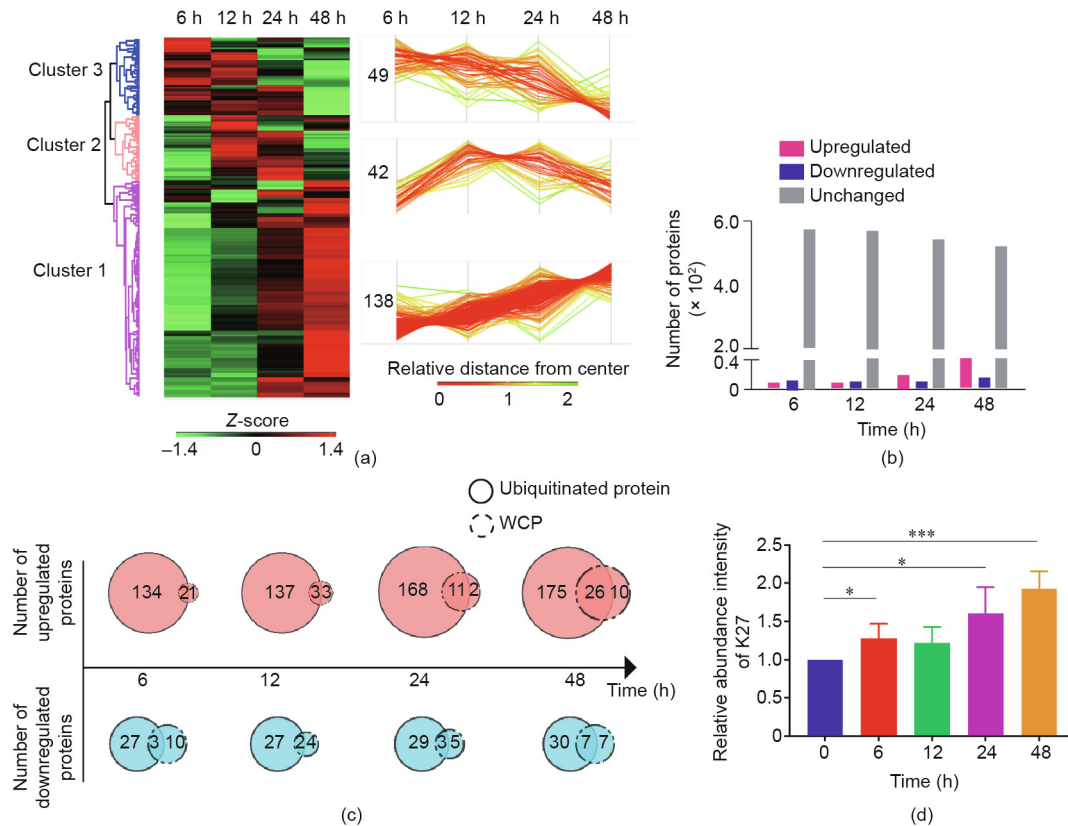 6 h 12 h 24 h 48 h
6 h 12 h 24 h 48 h
Cluster 3
Cluster 2
Cluster 1
49
42
138
Relative distance from center
0 1 2
Z-score
–1.4 0 1.4
(a)
Upregulated
Downregulated
Unchanged
Number of proteins
(× 10²)
6.0
4.0
2.0
0.4
0
6 12 24 48
Time (h)
(b)
Ubiquitinated protein
WCP
Number of
upregulated
proteins
134 21
137 33
168 11 2
175 26 10
6 12 24 48
Time (h)
Number of
downregulated
proteins
27 3 10
27 24
29 3 5
30 7 7
(c)
Relative abundance intensity
of K27
2.5
2.0
1.5
1.0
0.5
0
***
*
*
0 6 12 24 48
Time (h)
(d)